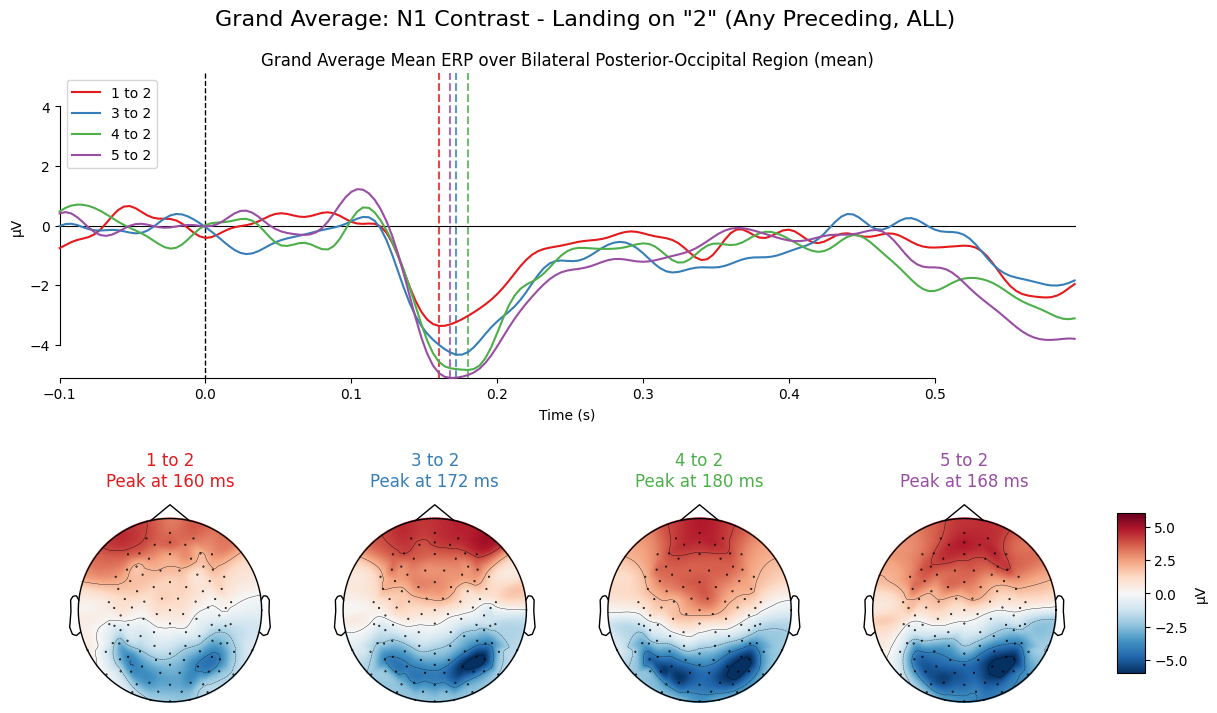 Grand Average: N1 Contrast - Landing on "2" (Any Preceding, ALL)
Grand Average Mean ERP over Bilateral Posterior-Occipital Region (mean)
1 to 2
3 to 2
4 to 2
5 to 2
4
2
0
−2
−4
µV
−0.1 0.0 0.1 0.2 0.3 0.4 0.5
Time (s)
1 to 2
Peak at 160 ms
3 to 2
Peak at 172 ms
4 to 2
Peak at 180 ms
5 to 2
Peak at 168 ms
5.0
2.5
0.0
−2.5
−5.0
µV